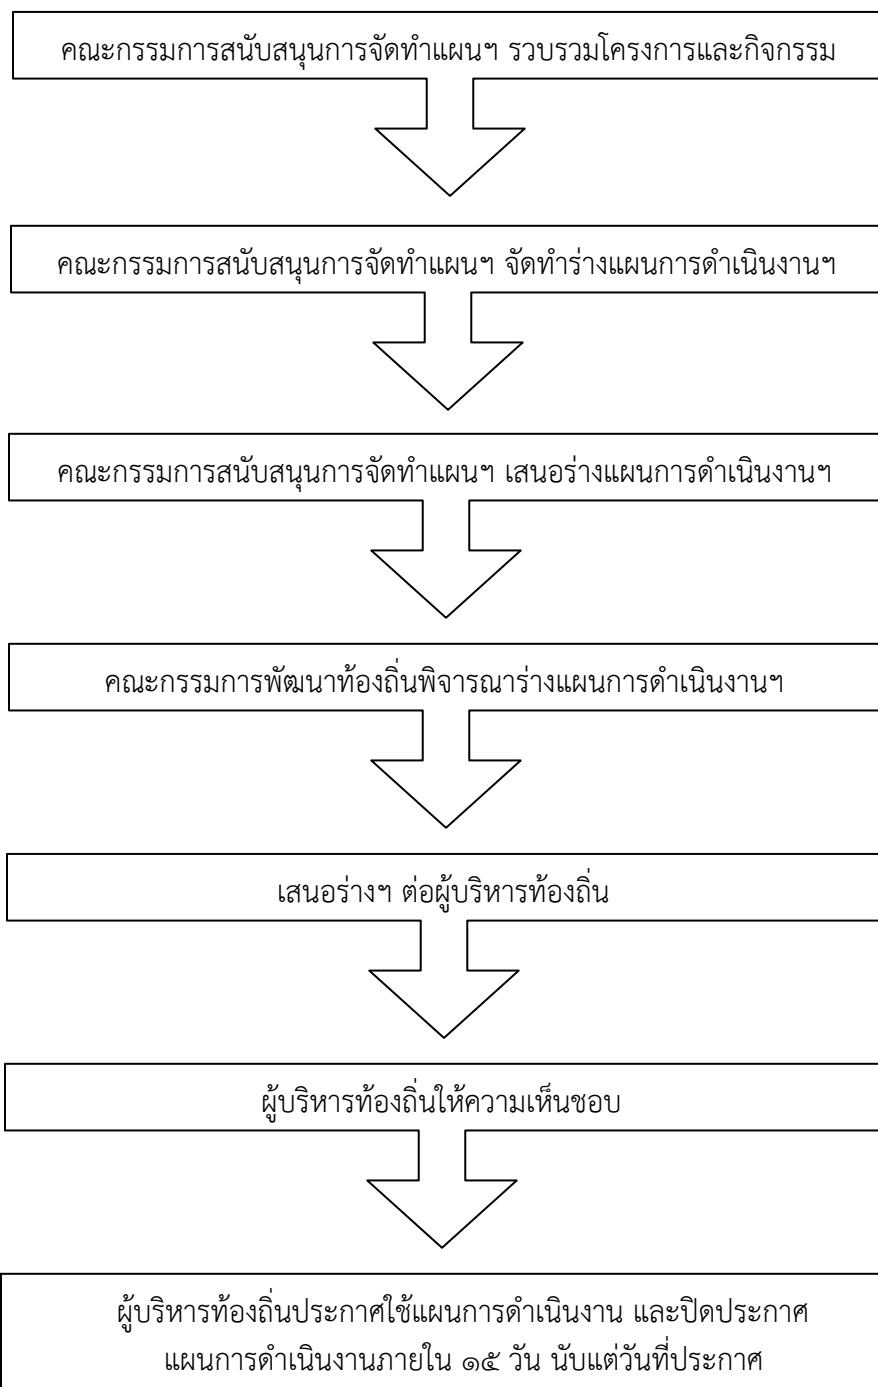 คณะกรรมการสนับสนุนการจัดทำแผนฯ รวบรวมโครงการและกิจกรรม
คณะกรรมการสนับสนุนการจัดทำแผนฯ จัดทำร่างแผนการดำเนินงานฯ
คณะกรรมการสนับสนุนการจัดทำแผนฯ เสนอร่างแผนการดำเนินงานฯ
คณะกรรมการพัฒนาท้องถิ่นพิจารณาร่างแผนการดำเนินงานฯ
เสนอร่างฯ ต่อผู้บริหารท้องถิ่น
ผู้บริหารท้องถิ่นให้ความเห็นชอบ
ผู้บริหารท้องถิ่นประกาศใช้แผนการดำเนินงาน และปิดประกาศ
แผนการดำเนินงานภายใน ๑๕ วัน นับแต่วันที่ประกาศ